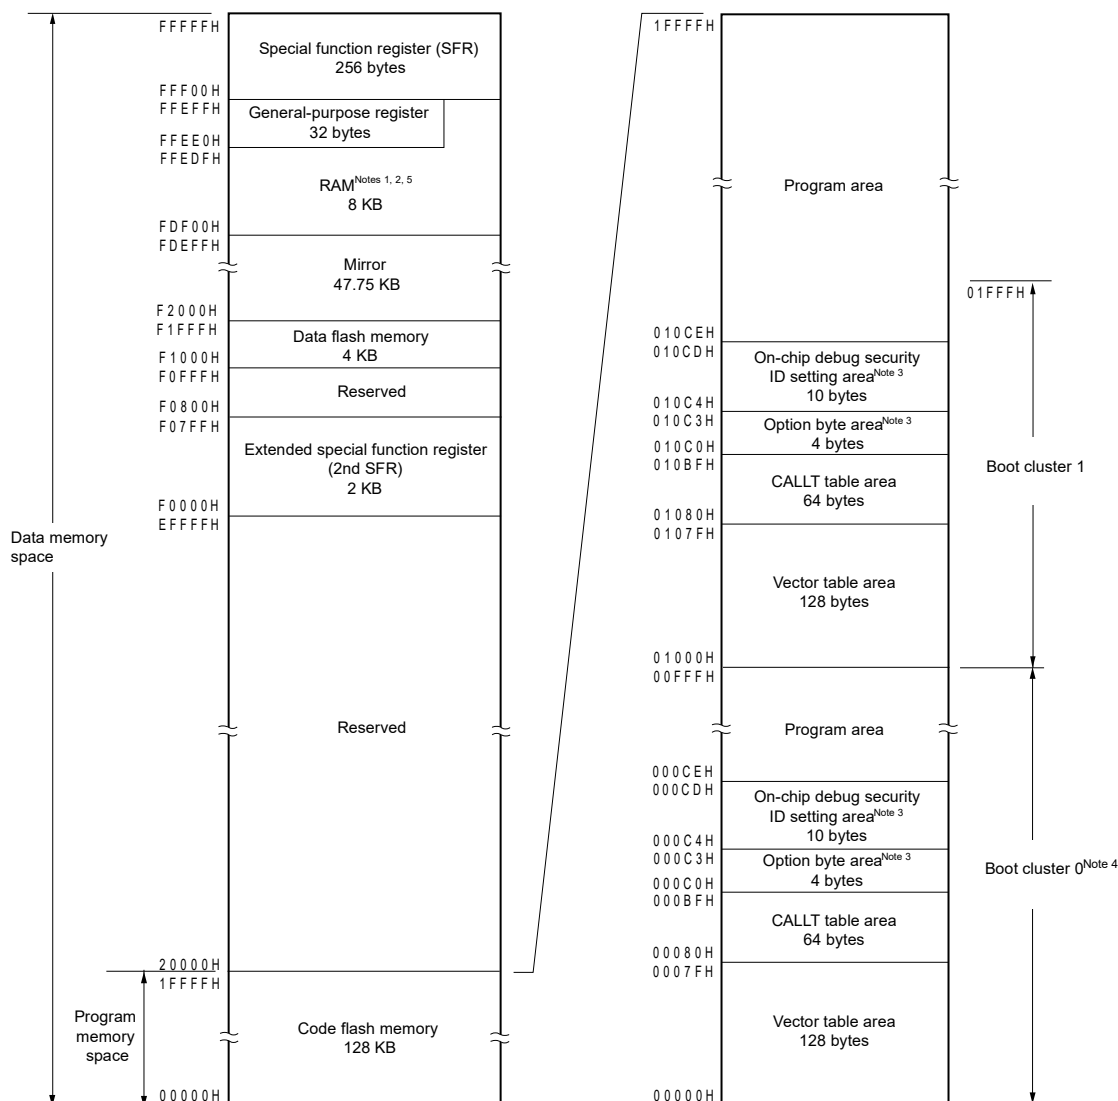 FFFFFH
Special function register (SFR)
256 bytes
FFF00H
FFEFFH
General-purpose register
32 bytes
FFEE0H
FFEDFH
RAMNotes 1, 2, 5
8 KB
FDF00H
FDEFFH
Mirror
47.75 KB
F2000H
F1FFFH
Data flash memory
4 KB
F1000H
F0FFFH
Reserved
F0800H
F07FFH
Extended special function register
(2nd SFR)
2 KB
F0000H
EFFFFH
Data memory
space
Reserved
20000H
1FFFFH
Program
memory
space
Code flash memory
128 KB
00000H
1FFFFH
Program area
01FFFH
010CEH
010CDH
On-chip debug security
ID setting areaNote 3
10 bytes
010C4H
010C3H
Option byte areaNote 3
4 bytes
010C0H
010BFH
Boot cluster 1
CALLT table area
64 bytes
01080H
0107FH
Vector table area
128 bytes
01000H
00FFFH
Program area
000CEH
000CDH
On-chip debug security
ID setting areaNote 3
10 bytes
000C4H
000C3H
Option byte areaNote 3
4 bytes
Boot cluster 0Note 4
000C0H
000BFH
CALLT table area
64 bytes
00080H
0007FH
Vector table area
128 bytes
00000H